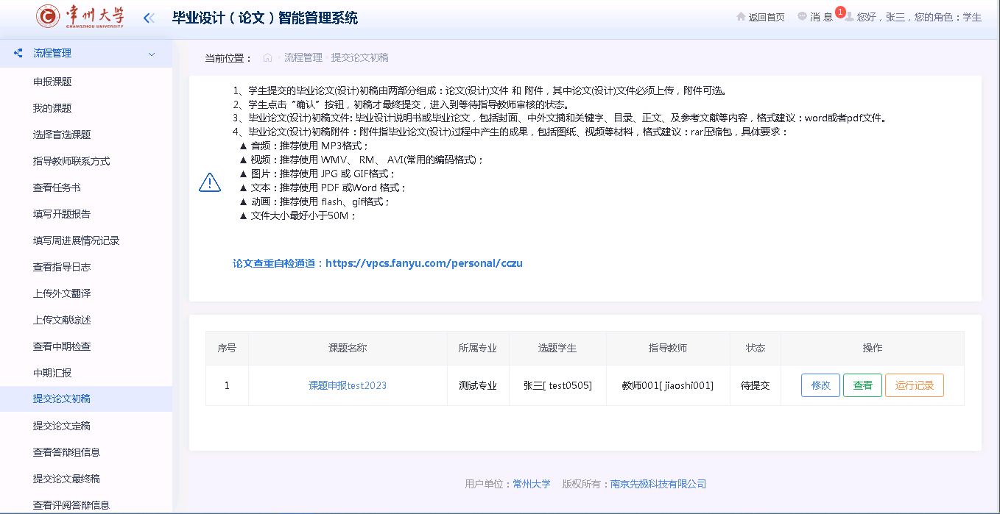 常州大学
CHANGZHOU UNIVERSITY
毕业设计（论文）智能管理系统
返回首页 消 息 1 您好，张三，您的角色：学生
流程管理
申报课题
我的课题
选择盲选课题
指导教师联系方式
查看任务书
填写开题报告
填写周进展情况记录
查看指导日志
上传外文翻译
上传文献综述
查看中期检查
中期汇报
提交论文初稿
提交论文定稿
查看答辩组信息
提交论文最终稿
查看评阅答辩信息
当前位置： 流程管理 提交论文初稿
1、学生提交的毕业论文(设计)初稿由两部分组成：论文(设计)文件 和 附件，其中论文(设计)文件必须上传，附件可选。
2、学生点击“确认”按钮，初稿才最终提交，进入到等待指导教师审核的状态。
3、毕业论文(设计)初稿文件: 毕业设计说明书或毕业论文，包括封面、中外文摘和关键字、目录、正文、及参考文献等内容，格式建议：word或者pdf文件。
4、毕业论文(设计)初稿附件：附件指毕业论文(设计)过程中产生的成果，包括图纸、视频等材料，格式建议：rar压缩包，具体要求：
▲ 音频：推荐使用 MP3格式；
▲ 视频：推荐使用 WMV、 RM、 AVI(常用的编码格式)；
▲ 图片：推荐使用 JPG 或 GIF格式；
▲ 文本：推荐使用 PDF 或Word 格式；
▲ 动画：推荐使用 flash、gif格式；
▲ 文件大小最好小于50M；
论文查重自检通道：https://vpcs.fanyu.com/personal/cczu
序号 课题名称 所属专业 选题学生 指导教师 状态 操作
1 课题申报test2023 测试专业 张三[ test0505] 教师001[ jiaoshi001] 待提交 修改 查看 运行记录
用户单位：常州大学 版权所有：南京先极科技有限公司